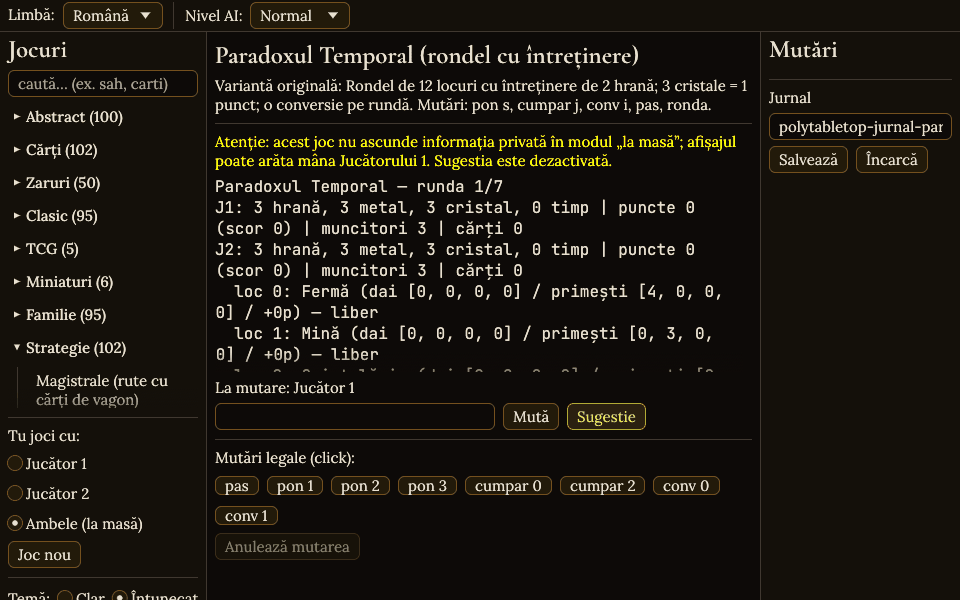 Limbă:
Română
Nivel AI:
Normal
Jocuri
caută... (ex. sah, carti)
Abstract (100)
Cărți (102)
Zaruri (50)
Clasic (95)
TCG (5)
Miniaturi (6)
Familie (95)
Strategie (102)
Magistrale (rute cu
cărți de vagon)
Tu joci cu:
Jucător 1
Jucător 2
Ambele (la masă)
Joc nou
Temă:
Clar
Întunecat
Paradoxul Temporal (rondel cu întreținere)
Variantă originală: Rondel de 12 locuri cu întreținere de 2 hrană; 3 cristale = 1
punct; o conversie pe rundă. Mutări: pon s, cumpar j, conv i, pas, ronda.
Atenție: acest joc nu ascunde informația privată în modul „la masă”; afișajul
poate arăta mâna Jucătorului 1. Sugestia este dezactivată.
Paradoxul Temporal — runda 1/7
J1: 3 hrană, 3 metal, 3 cristal, 0 timp | puncte 0
(scor 0) | muncitori 3 | cărți 0
J2: 3 hrană, 3 metal, 3 cristal, 0 timp | puncte 0
(scor 0) | muncitori 3 | cărți 0
loc 0: Fermă (dai [0, 0, 0, 0] / primești [4, 0, 0,
0] / +0p) — liber
loc 1: Mină (dai [0, 0, 0, 0] / primești [0, 3, 0,
0] / +0p) — liber
La mutare: Jucător 1
Mută
Sugestie
Mutări legale (click):
pas
pon 1
pon 2
pon 3
cumpar 0
cumpar 2
conv 0
conv 1
Anulează mutarea
Mutări
Jurnal
polytabletop-jurnal-par
Salvează
Încarcă